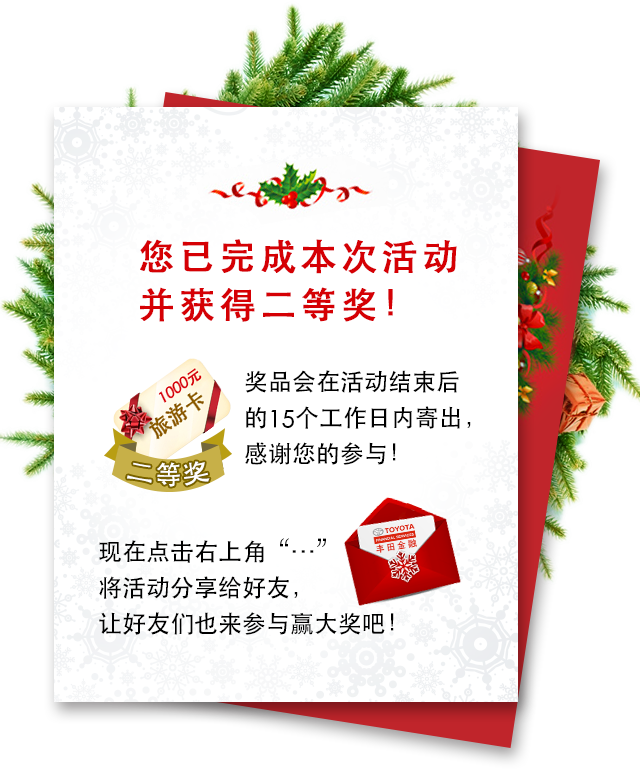 您已完成本次活动
并获得二等奖！
1000元
旅游卡
二等奖
奖品会在活动结束后
的15个工作日内寄出，
感谢您的参与！
TOYOTA
FINANCIAL SERVICES
丰田金融
现在点击右上角“…”
将活动分享给好友，
让好友们也来参与赢大奖吧！